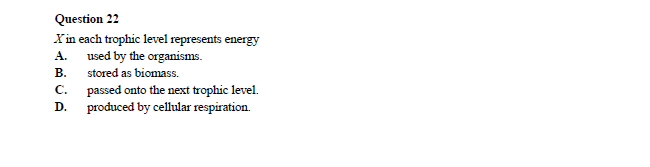 Question 22
X in each trophic level represents energy
A. used by the organisms.
B. stored as biomass.
C. passed onto the next trophic level.
D. produced by cellular respiration.